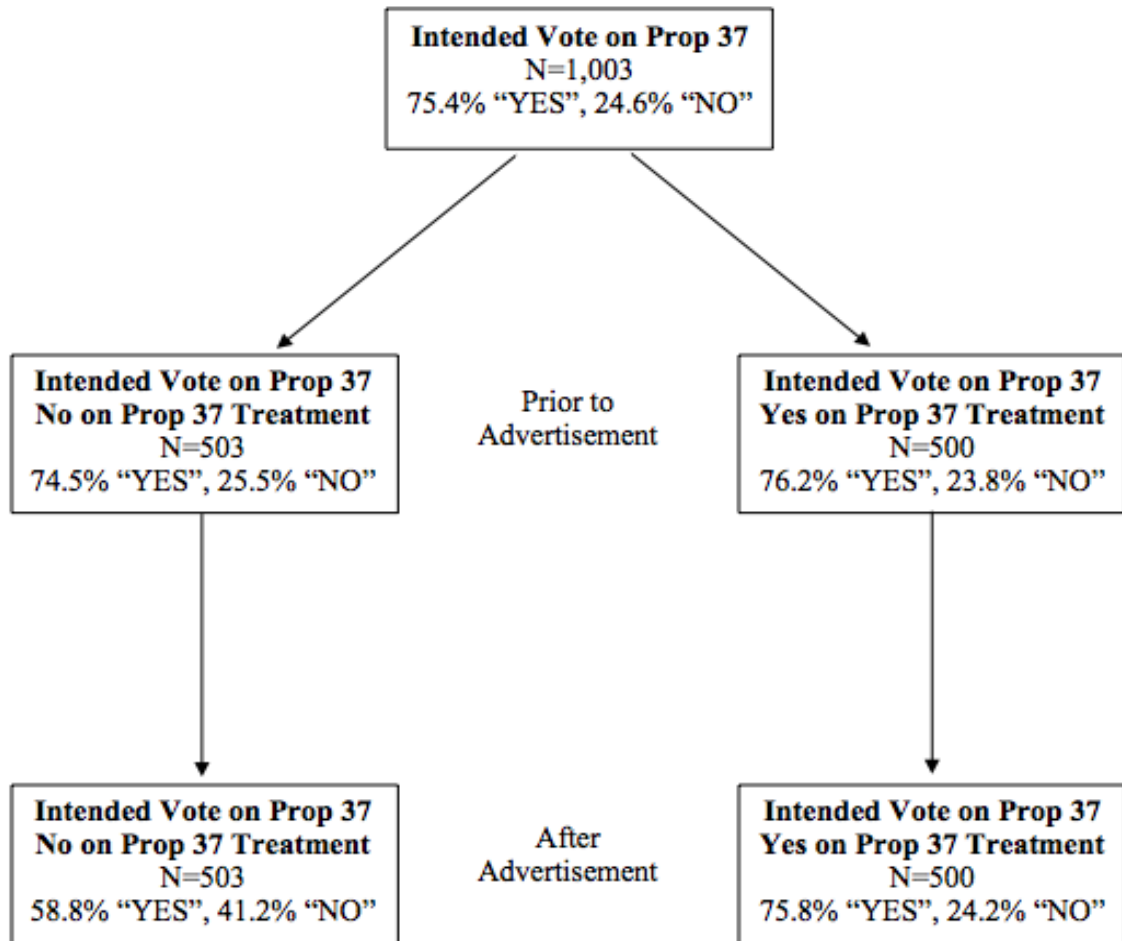 Intended Vote on Prop 37
N=1,003
75.4% “YES”, 24.6% “NO”
Intended Vote on Prop 37
No on Prop 37 Treatment
N=503
74.5% “YES”, 25.5% “NO”
Prior to
Advertisement
Intended Vote on Prop 37
Yes on Prop 37 Treatment
N=500
76.2% “YES”, 23.8% “NO”
Intended Vote on Prop 37
No on Prop 37 Treatment
N=503
58.8% “YES”, 41.2% “NO”
After
Advertisement
Intended Vote on Prop 37
Yes on Prop 37 Treatment
N=500
75.8% “YES”, 24.2% “NO”